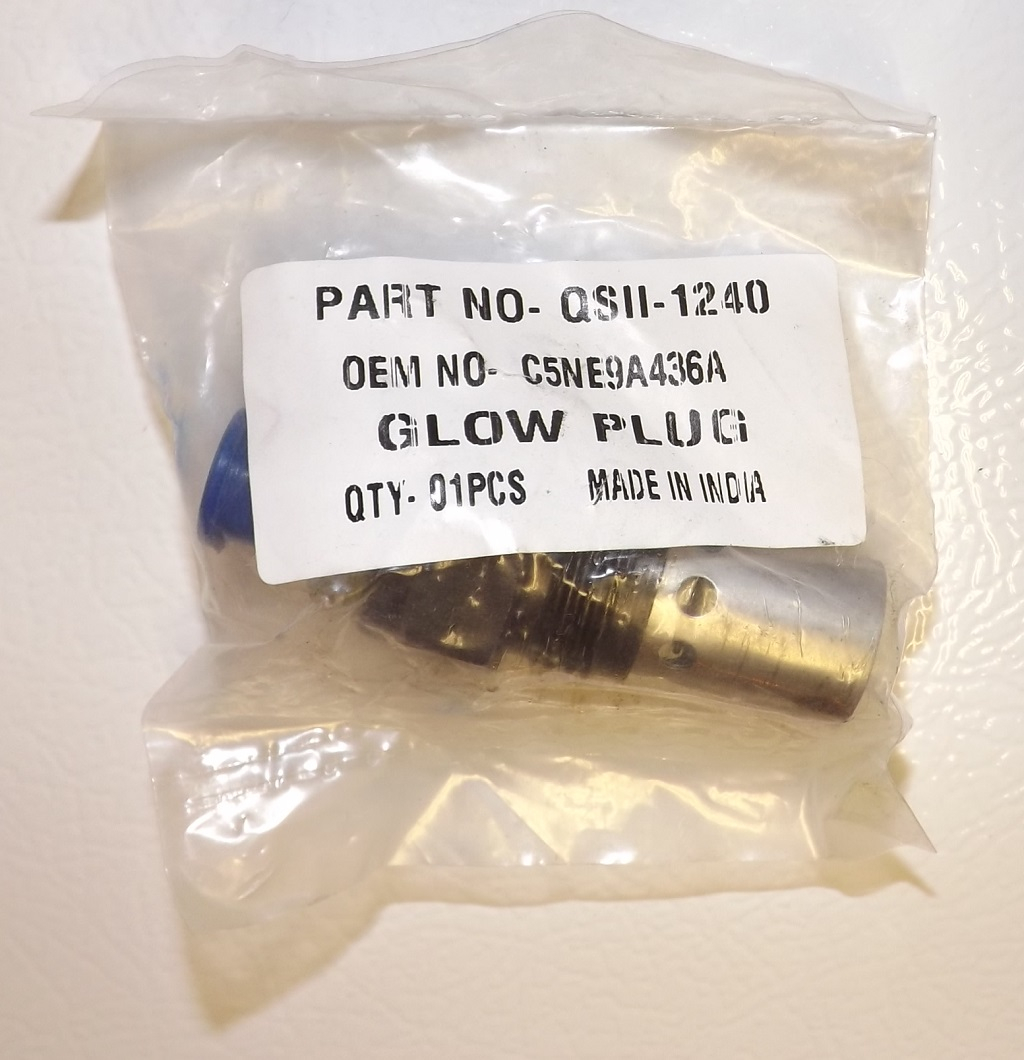 PART NO- QSII-1240
OEM NO- C5NE9A436A
GLOW PLUG
QTY- 01PCS MADE IN INDIA